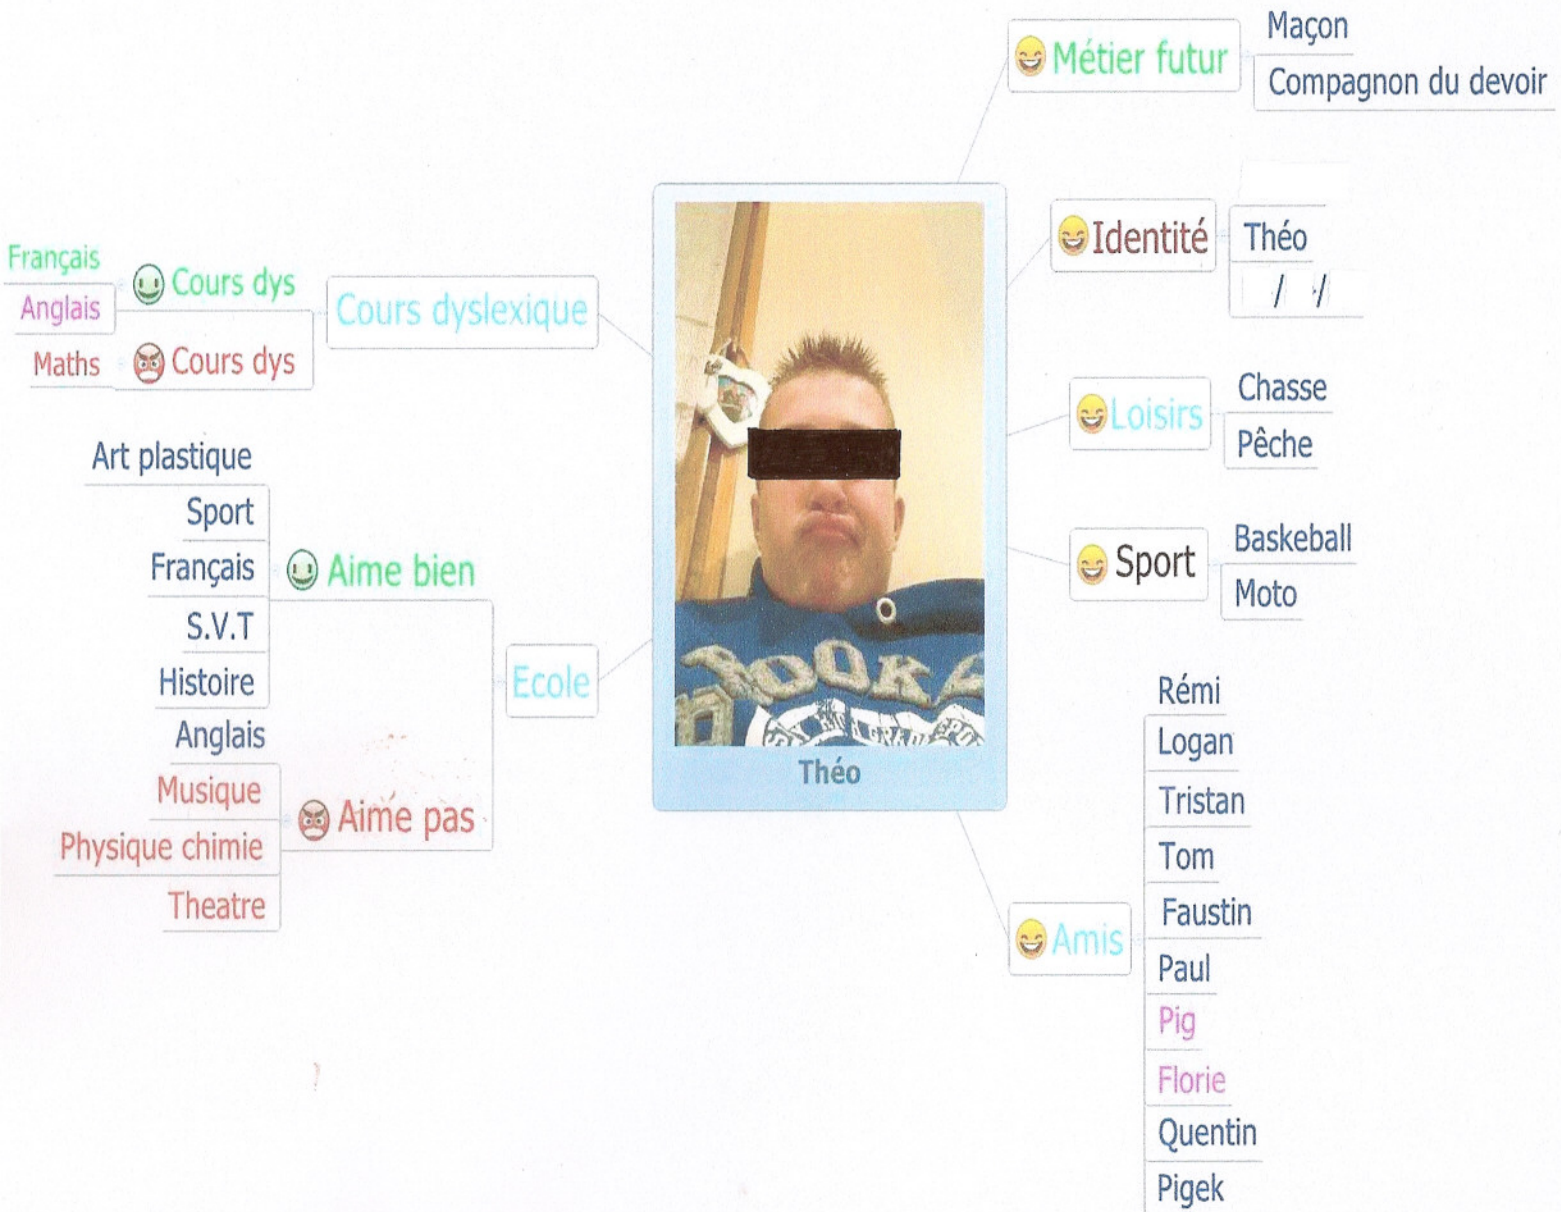 Métier futur
Maçon
Compagnon du devoir
Identité
Théo
/ /
Loisirs
Chasse
Pêche
Sport
Baskeball
Moto
Amis
Rémi
Logan
Tristan
Tom
Faustin
Paul
Pig
Florie
Quentin
Pigek
Cours dyslexique
Cours dys
Français
Anglais
Cours dys
Maths
Ecole
Aime bien
Art plastique
Sport
Français
S.V.T
Histoire
Anglais
Aime pas
Musique
Physique chimie
Theatre
Théo